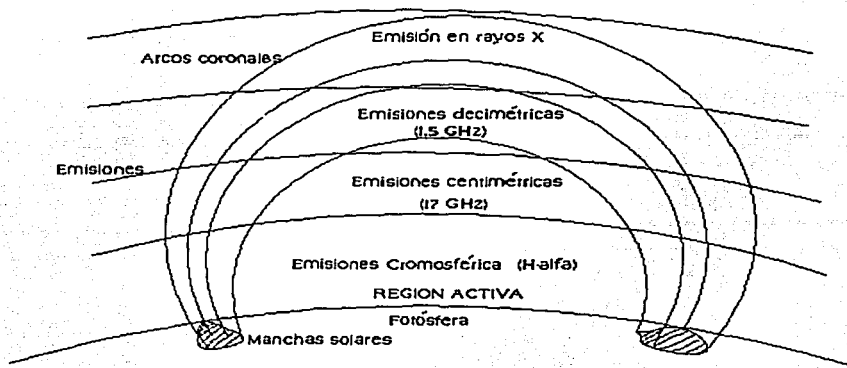 Emisión en rayos X
Arcos coronales
Emisiones decimétricas
(1.5 GHz)
Emisiones
Emisiones centimétricas
(17 GHz)
Emisiones Cromosférica (H-alfa)
REGION ACTIVA
Fotósfera
Manchas solares